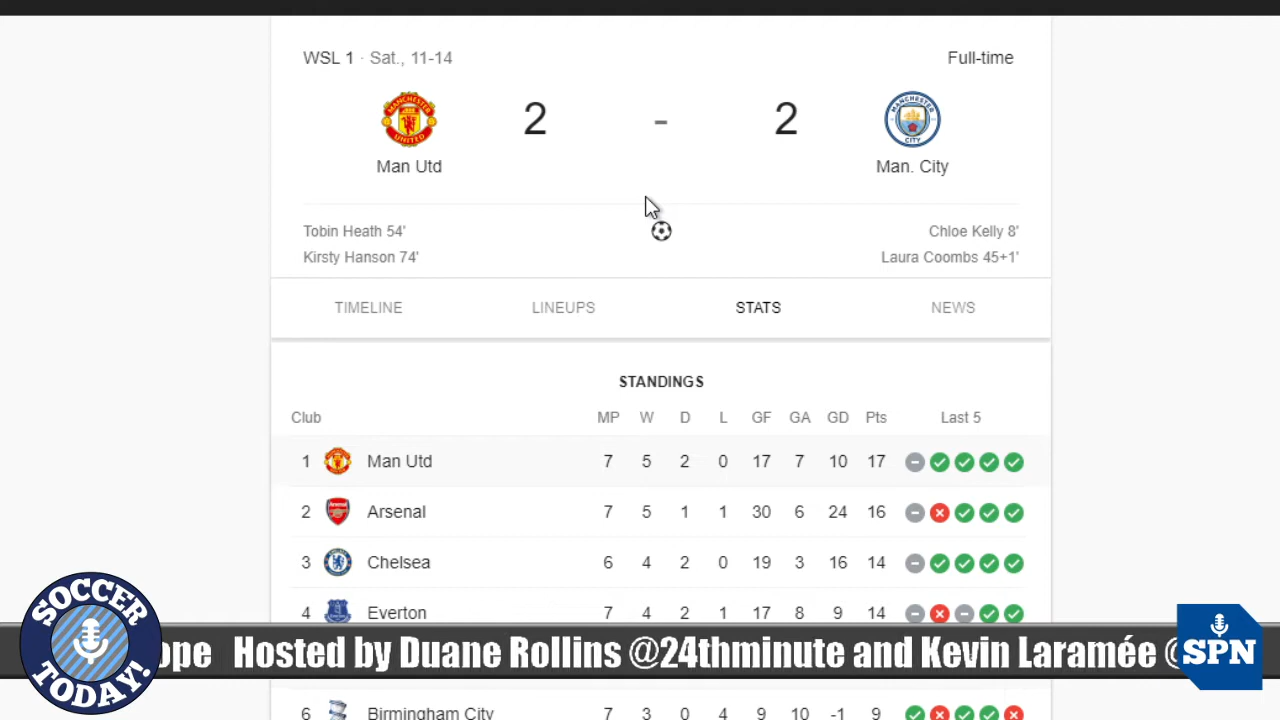 WSL 1 · Sat., 11-14 Full-time
2 - 2
Man Utd Man. City
Tobin Heath 54' Chloe Kelly 8'
Kirsty Hanson 74' Laura Coombs 45+1'
TIMELINE LINEUPS STATS NEWS
STANDINGS
Club MP W D L GF GA GD Pts Last 5
1 Man Utd 7 5 2 0 17 7 10 17
2 Arsenal 7 5 1 1 30 6 24 16
3 Chelsea 6 4 2 0 19 3 16 14
4 Everton 7 4 2 1 17 8 9 14
SOCCER
TODAY!
ope Hosted by Duane Rollins @24thminute and Kevin Laramée @
SPN
6 Birmingham City 7 3 0 4 9 10 -1 9